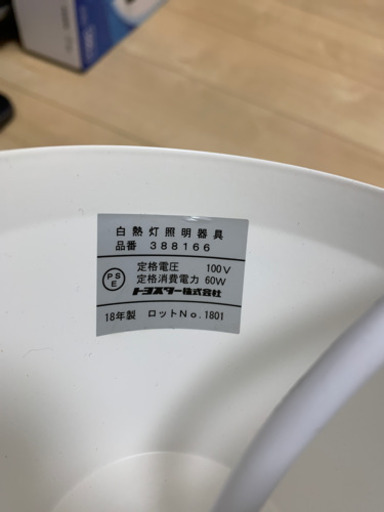 白熱灯照明器具
品番 388166
PS
E
定格電圧 100V
定格消費電力 60W
トヨスター株式会社
18年製 ロットNo.1801